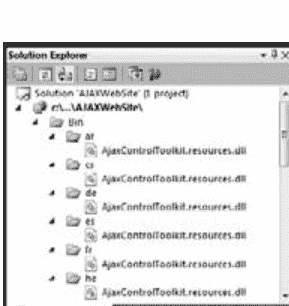 Solution Explorer
Solution 'AJAXWebSite' (1 project)
c:\...\AJAXWebSite\
Bin
ar
AjaxControlToolkit.resources.dll
cs
AjaxControlToolkit.resources.dll
de
AjaxControlToolkit.resources.dll
es
AjaxControlToolkit.resources.dll
fr
AjaxControlToolkit.resources.dll
he
AjaxControlToolkit.resources.dll